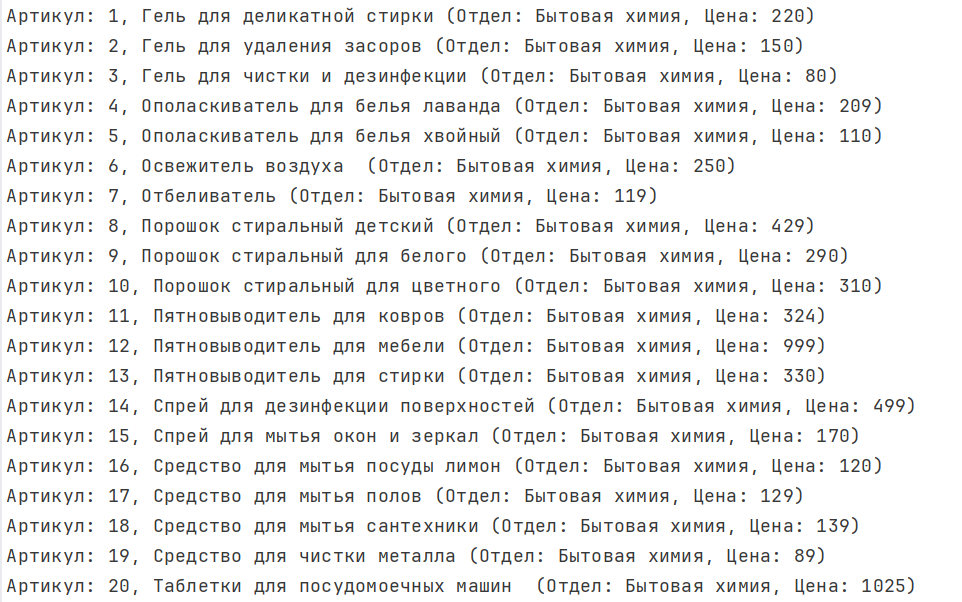 Артикул: 1, Гель для деликатной стирки (Отдел: Бытовая химия, Цена: 220)
Артикул: 2, Гель для удаления засоров (Отдел: Бытовая химия, Цена: 150)
Артикул: 3, Гель для чистки и дезинфекции (Отдел: Бытовая химия, Цена: 80)
Артикул: 4, Ополаскиватель для белья лаванда (Отдел: Бытовая химия, Цена: 209)
Артикул: 5, Ополаскиватель для белья хвойный (Отдел: Бытовая химия, Цена: 110)
Артикул: 6, Освежитель воздуха  (Отдел: Бытовая химия, Цена: 250)
Артикул: 7, Отбеливатель (Отдел: Бытовая химия, Цена: 119)
Артикул: 8, Порошок стиральный детский (Отдел: Бытовая химия, Цена: 429)
Артикул: 9, Порошок стиральный для белого (Отдел: Бытовая химия, Цена: 290)
Артикул: 10, Порошок стиральный для цветного (Отдел: Бытовая химия, Цена: 310)
Артикул: 11, Пятновыводитель для ковров (Отдел: Бытовая химия, Цена: 324)
Артикул: 12, Пятновыводитель для мебели (Отдел: Бытовая химия, Цена: 999)
Артикул: 13, Пятновыводитель для стирки (Отдел: Бытовая химия, Цена: 330)
Артикул: 14, Спрей для дезинфекции поверхностей (Отдел: Бытовая химия, Цена: 499)
Артикул: 15, Спрей для мытья окон и зеркал (Отдел: Бытовая химия, Цена: 170)
Артикул: 16, Средство для мытья посуды лимон (Отдел: Бытовая химия, Цена: 120)
Артикул: 17, Средство для мытья полов (Отдел: Бытовая химия, Цена: 129)
Артикул: 18, Средство для мытья сантехники (Отдел: Бытовая химия, Цена: 139)
Артикул: 19, Средство для чистки металла (Отдел: Бытовая химия, Цена: 89)
Артикул: 20, Таблетки для посудомоечных машин  (Отдел: Бытовая химия, Цена: 1025)